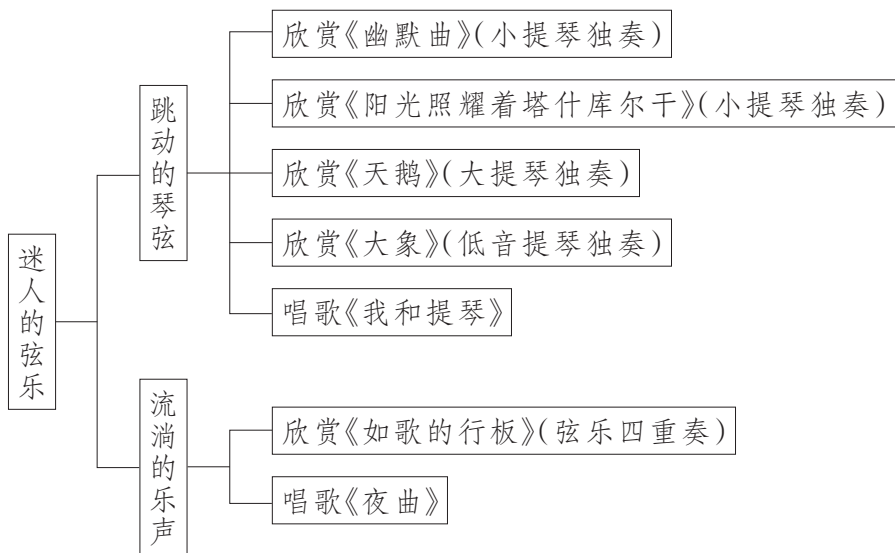 迷人的弦乐
跳动的琴弦
欣赏《幽默曲》(小提琴独奏)
欣赏《阳光照耀着塔什库尔干》(小提琴独奏)
欣赏《天鹅》(大提琴独奏)
欣赏《大象》(低音提琴独奏)
唱歌《我和提琴》
流淌的乐声
欣赏《如歌的行板》(弦乐四重奏)
唱歌《夜曲》